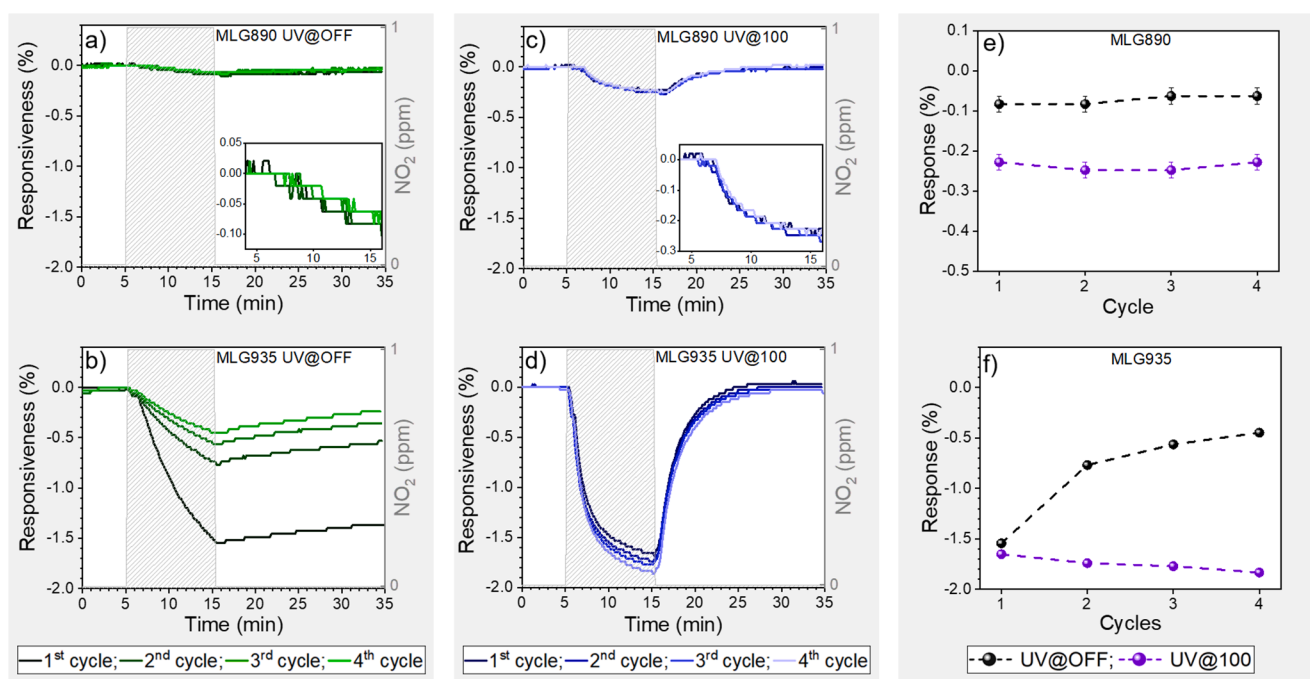 a) MLG890 UV@OFF
Responsiveness (%)
0.0
-0.5
-1.0
-1.5
-2.0
0 5 10 15 20 25 30 35
Time (min)
1
NO2 (ppm)
0
0.05
0.00
-0.05
-0.10
5 10 15
b) MLG935 UV@OFF
Responsiveness (%)
0.0
-0.5
-1.0
-1.5
-2.0
0 5 10 15 20 25 30 35
Time (min)
1
NO2 (ppm)
0
1st cycle; 2nd cycle; 3rd cycle; 4th cycle
c) MLG890 UV@100
Responsiveness (%)
0.0
-0.5
-1.0
-1.5
-2.0
0 5 10 15 20 25 30 35
Time (min)
1
NO2 (ppm)
0
0.0
-0.1
-0.2
-0.3
5 10 15
d) MLG935 UV@100
Responsiveness (%)
0.0
-0.5
-1.0
-1.5
-2.0
0 5 10 15 20 25 30 35
Time (min)
1
NO2 (ppm)
0
1st cycle; 2nd cycle; 3rd cycle; 4th cycle
e) MLG890
Response (%)
0.1
0.0
-0.1
-0.2
-0.3
-0.4
-0.5
1 2 3 4
Cycle
f) MLG935
Response (%)
0.0
-0.5
-1.0
-1.5
-2.0
1 2 3 4
Cycles
UV@OFF; UV@100